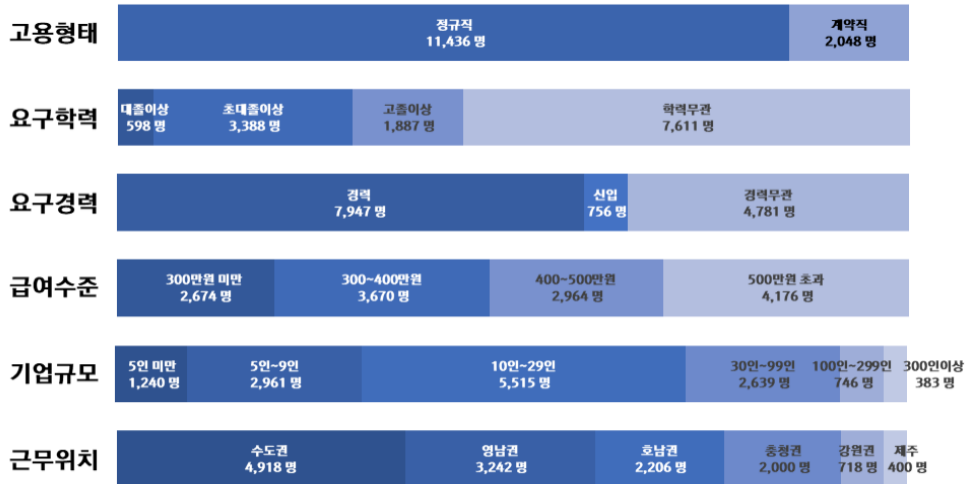 고용형태
정규직
11,436 명
계약직
2,048 명
요구학력
대졸이상
598 명
초대졸이상
3,388 명
고졸이상
1,887 명
학력무관
7,611 명
요구경력
경력
7,947 명
신입
756 명
경력무관
4,781 명
급여수준
300만원 미만
2,674 명
300~400만원
3,670 명
400~500만원
2,964 명
500만원 초과
4,176 명
기업규모
5인 미만
1,240 명
5인~9인
2,961 명
10인~29인
5,515 명
30인~99인
2,639 명
100인~299인
746 명
300인이상
383 명
근무위치
수도권
4,918 명
영남권
3,242 명
호남권
2,206 명
충청권
2,000 명
강원권
718 명
제주
400 명